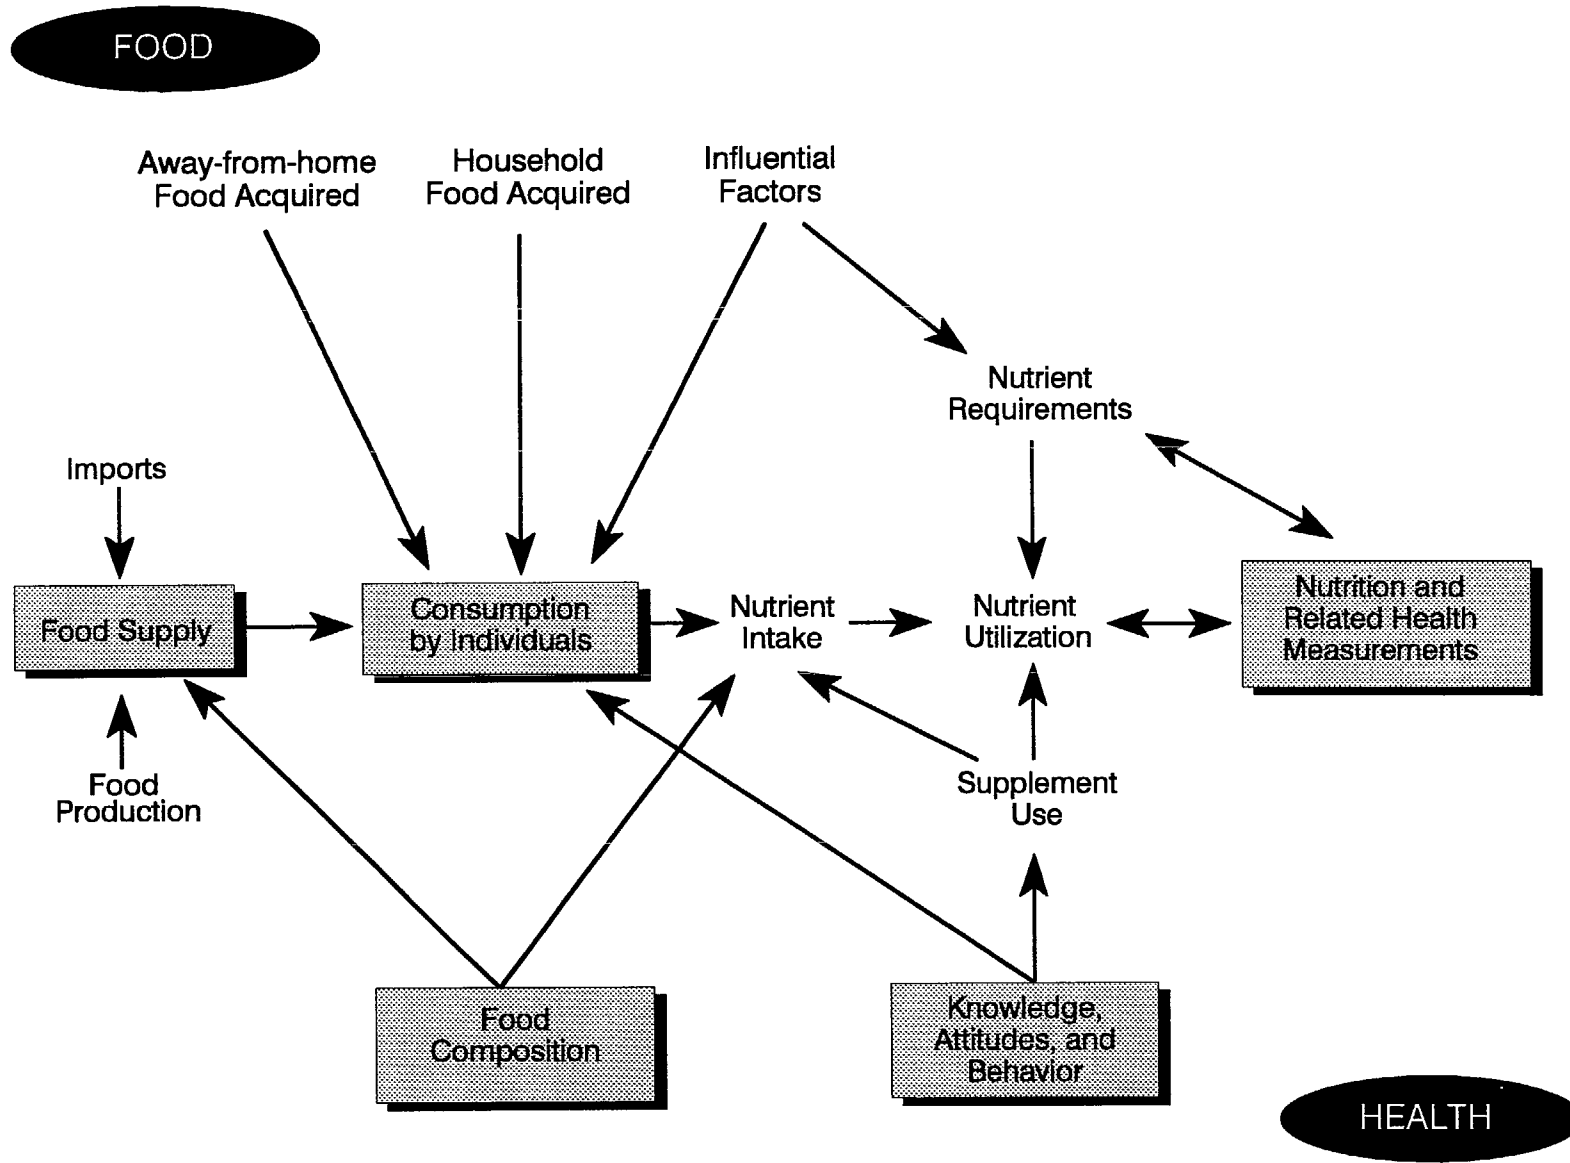 FOOD
Away-from-home
Food Acquired
Household
Food Acquired
Influential
Factors
Nutrient
Requirements
Imports
Food Supply
Consumption
by Individuals
Nutrient
Intake
Nutrient
Utilization
Nutrition and
Related Health
Measurements
Food
Production
Supplement
Use
Food
Composition
Knowledge,
Attitudes, and
Behavior
HEALTH